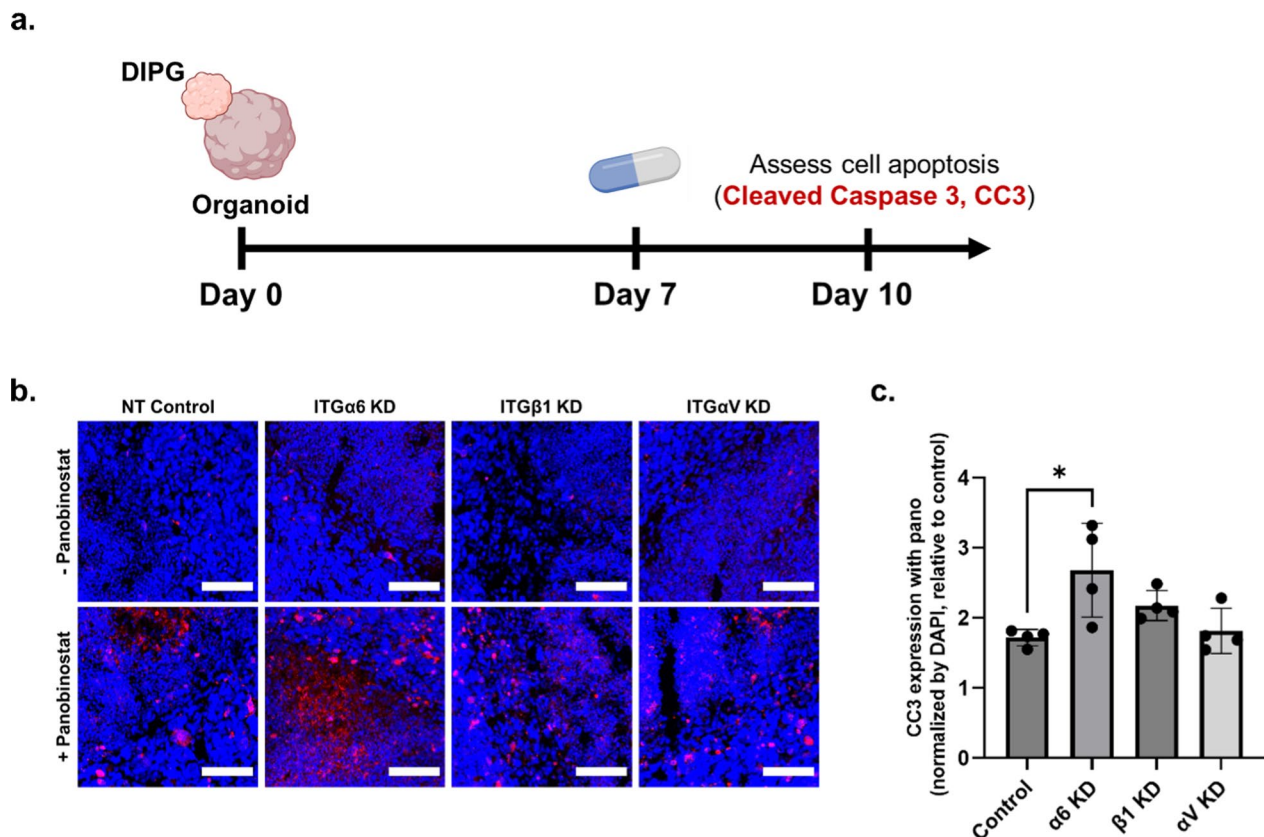 a.
DIPG
Organoid
Assess cell apoptosis
(Cleaved Caspase 3, CC3)
Day 0
Day 7
Day 10
b.
NT Control
ITGα6 KD
ITGβ1 KD
ITGαV KD
- Panobinostat
+ Panobinostat
c.
CC3 expression with pano
(normalized by DAPI, relative to control)
4
3
2
1
0
*
Control
α6 KD
β1 KD
αV KD